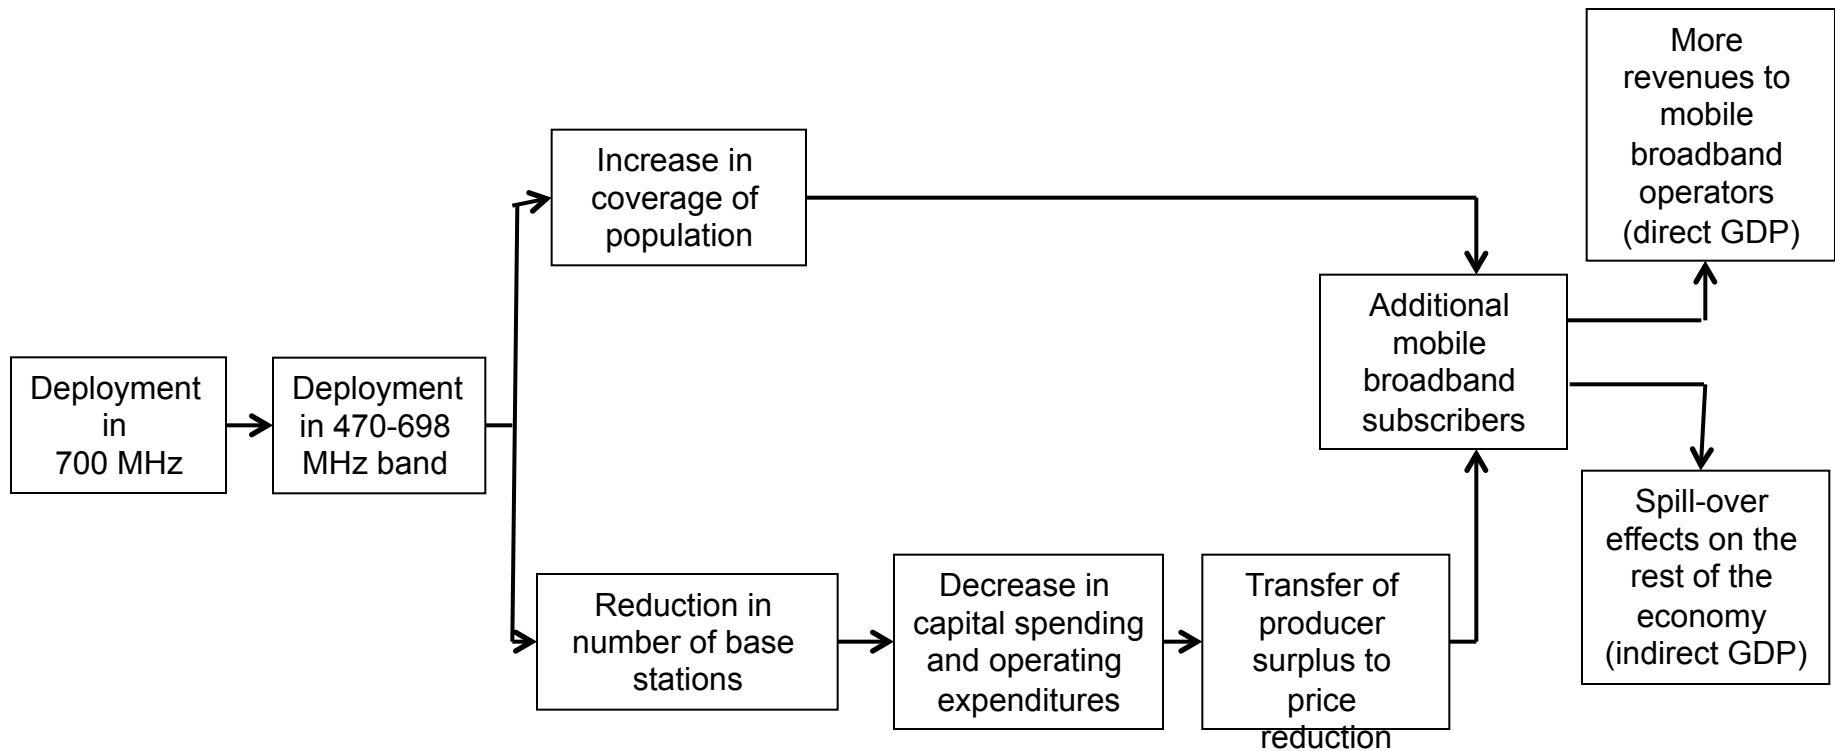 Deployment
in
700 MHz
Deployment
in 470-698
MHz band
Increase in
coverage of
population
Reduction in
number of base
stations
Decrease in
capital spending
and operating
expenditures
Transfer of
producer
surplus to
price
reduction
Additional
mobile
broadband
subscribers
More
revenues to
mobile
broadband
operators
(direct GDP)
Spill-over
effects on the
rest of the
economy
(indirect GDP)